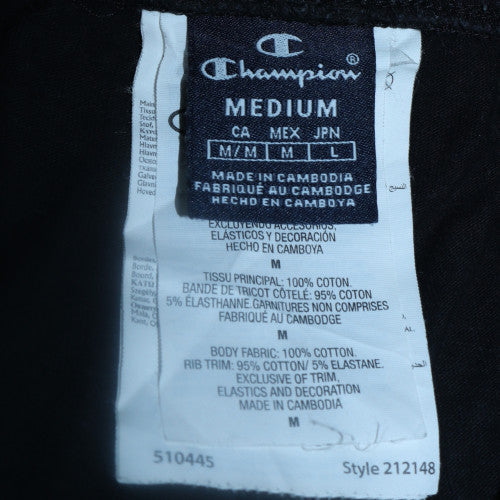 Champion®
MEDIUM
CA MEX JPN
M/M M L
MADE IN CAMBODIA
FABRIQUÉ AU CAMBODGE
HECHO EN CAMBOYA
EXCLUYENDO ACCESORIOS,
ELÁSTICOS Y DECORACIÓN
HECHO EN CAMBOYA
M
TISSU PRINCIPAL: 100% COTON.
BANDE DE TRICOT CÔTELÉ: 95% COTON
5% ELASTHANNE.GARNITURES NON COMPRISES
FABRIQUÉ AU CAMBODGE
M
BODY FABRIC: 100% COTTON.
RIB TRIM: 95% COTTON/ 5% ELASTANE.
EXCLUSIVE OF TRIM,
ELASTICS AND DECORATION
MADE IN CAMBODIA
M
510445
Style 212148